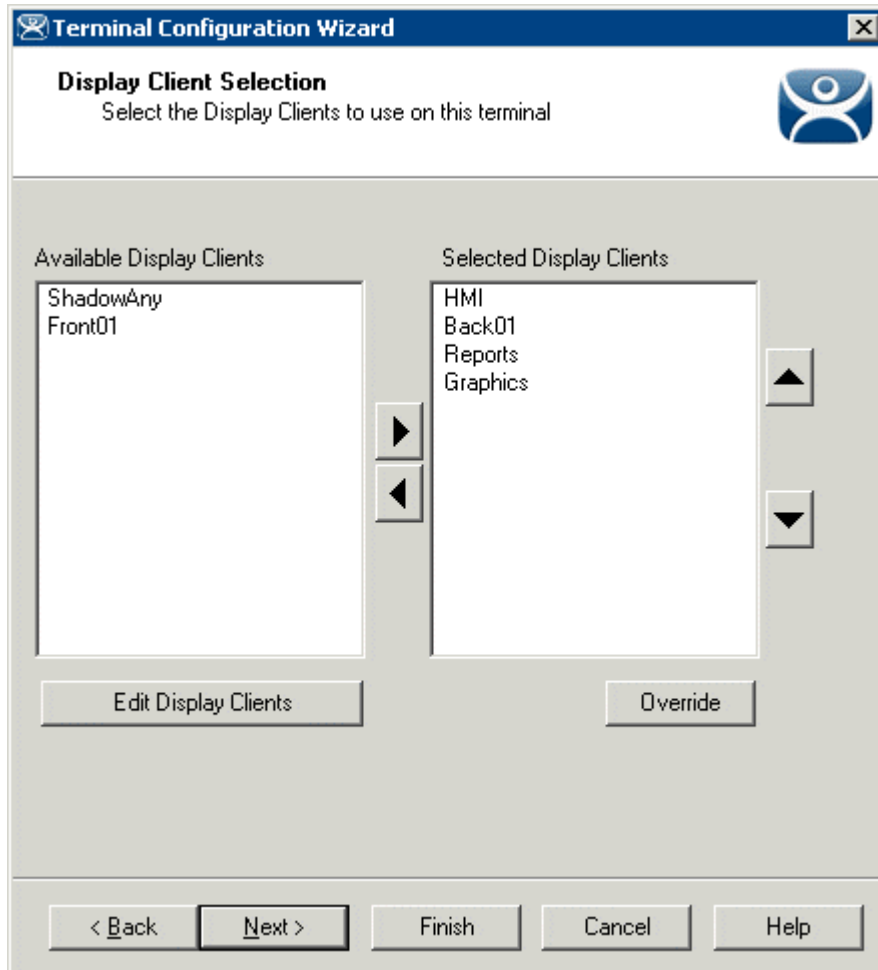 Terminal Configuration Wizard
Display Client Selection
Select the Display Clients to use on this terminal
Available Display Clients
ShadowAny
Front01
Selected Display Clients
HMI
Back01
Reports
Graphics
Edit Display Clients
Override
< Back
Next >
Finish
Cancel
Help